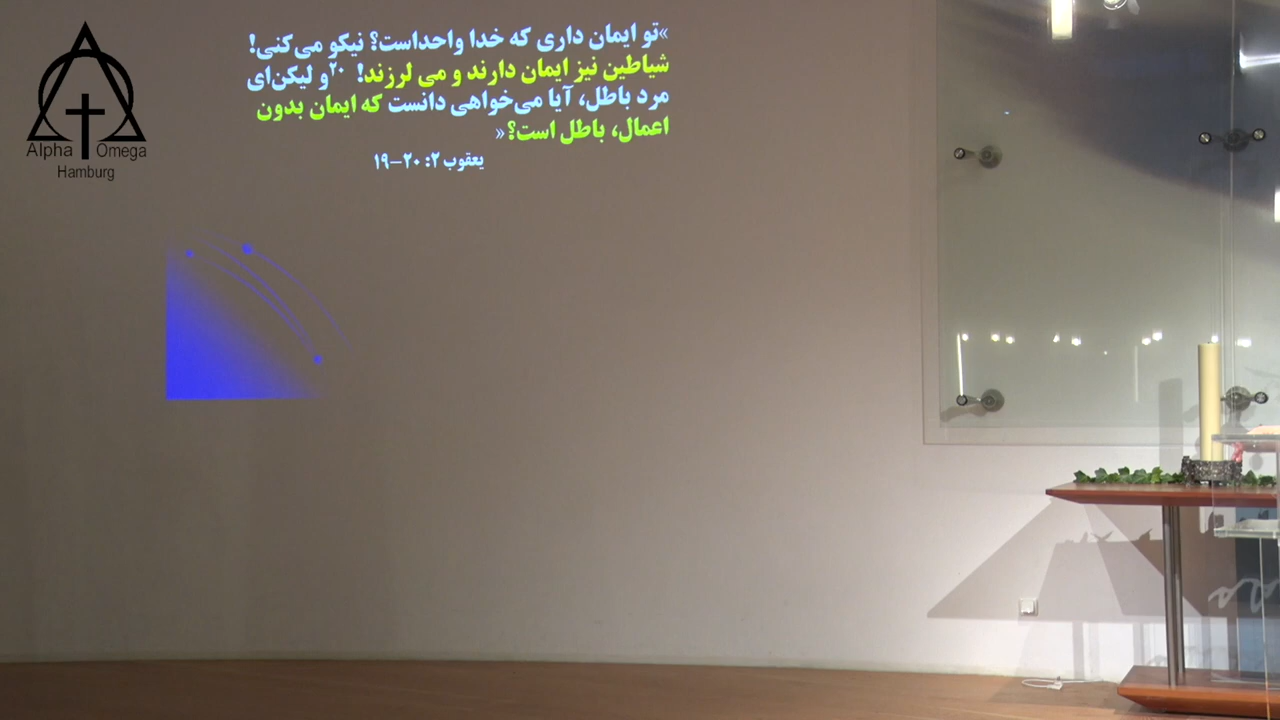 »تو ایمان داری که خدا واحداست؟ نیکو می‌کنی!
شیاطین نیز ایمان دارند و می لرزند! ۲۰و لیکن‌ای
مرد باطل، آیا می‌خواهی دانست که ایمان بدون
اعمال، باطل است؟«
یعقوب ۲: ۲۰-۱۹
Alpha Omega
Hamburg